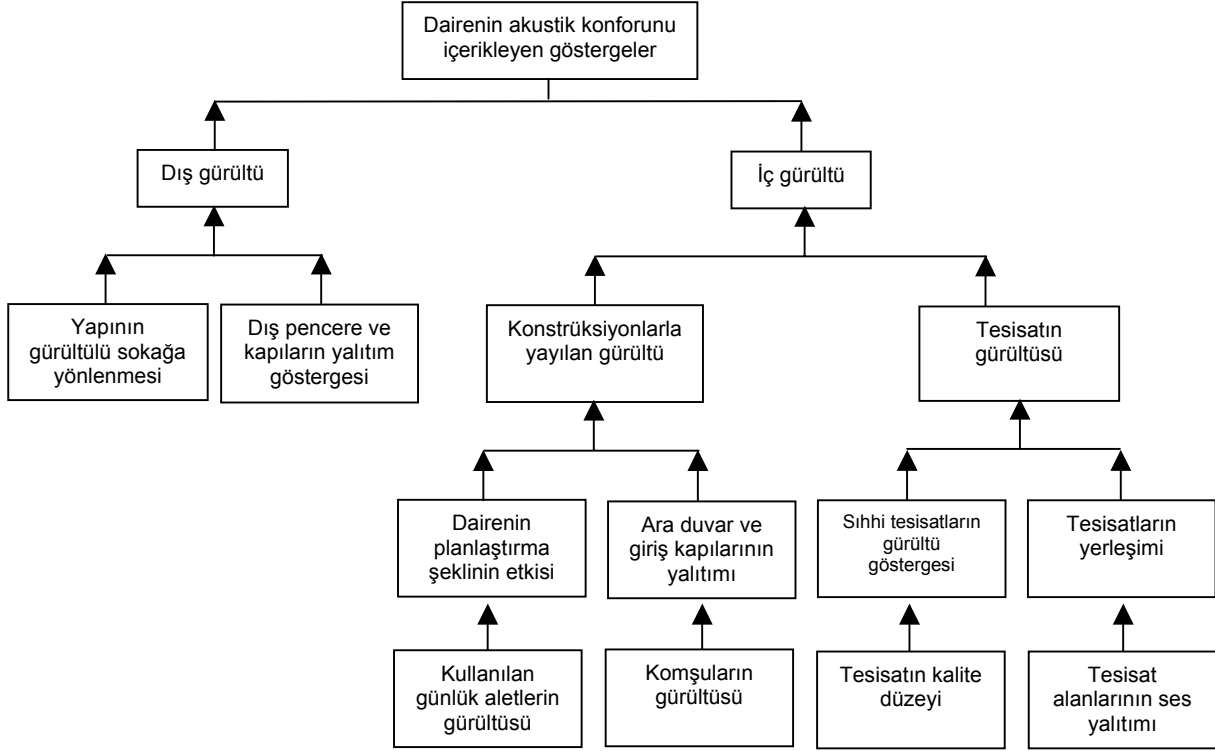 Dairenin akustik konforunu
içerikleyen göstergeler
Dış gürültü
İç gürültü
Yapının
gürültülü sokağa
yönlenmesi
Dış pencere ve
kapıların yalıtım
göstergesi
Konstrüksiyonlarla
yayılan gürültü
Tesisatın
gürültüsü
Dairenin
planlaştırma
şeklinin etkisi
Ara duvar ve
giriş kapılarının
yalıtımı
Sıhhi tesisatların
gürültü
göstergesi
Tesisatların
yerleşimi
Kullanılan
günlük aletlerin
gürültüsü
Komşuların
gürültüsü
Tesisatın kalite
düzeyi
Tesisat
alanlarının ses
yalıtımı